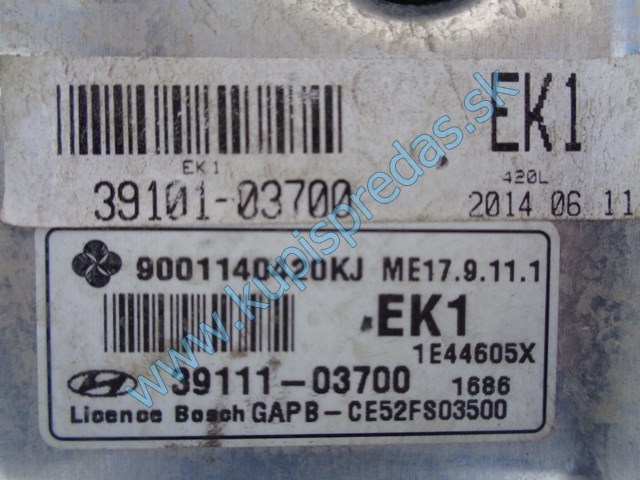 EK1
EK1
39101-03700
420L
2014 06 11
9001140320KJ ME17.9.11.1
EK1
1E44605X
39111-03700 1686
Licence Bosch GAPB-CE52FS03500
www.kupispredas.sk